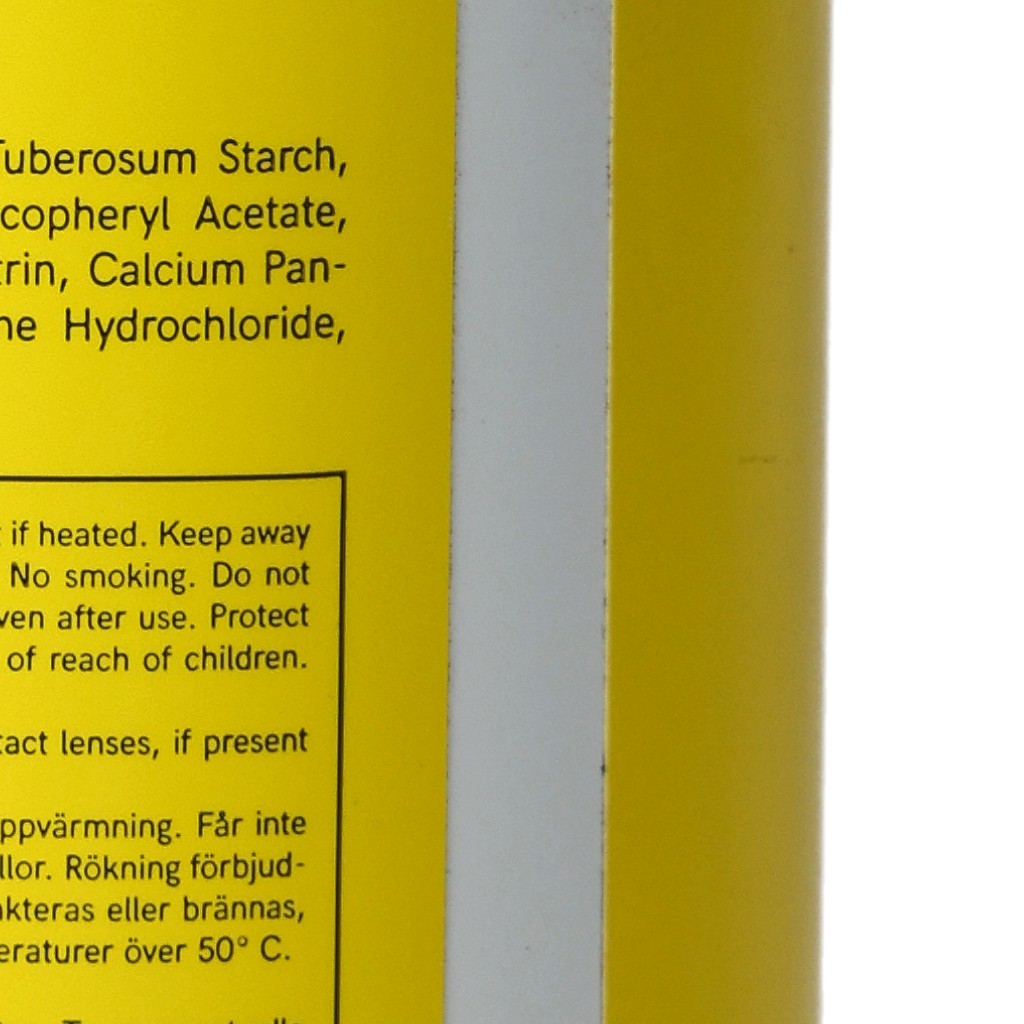 Tuberosum Starch,
copheryl Acetate,
trin, Calcium Pan-
ne Hydrochloride,
if heated. Keep away
No smoking. Do not
ven after use. Protect
of reach of children.
tact lenses, if present
ppvärmning. Får inte
llor. Rökning förbjud-
akteras eller brännas,
eraturer över 50° C.